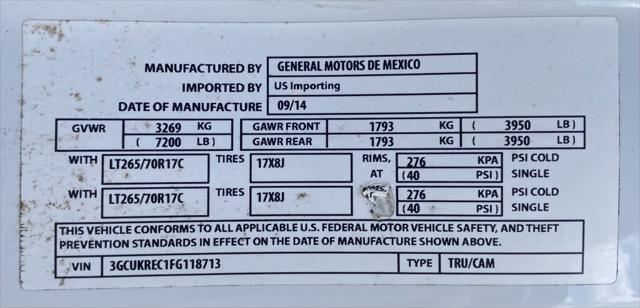 MANUFACTURED BY GENERAL MOTORS DE MEXICO
IMPORTED BY US Importing
DATE OF MANUFACTURE 09/14
GVWR 3269 KG GAWR FRONT 1793 KG ( 3950 LB )
( 7200 LB ) GAWR REAR 1793 KG ( 3950 LB )
WITH LT265/70R17C TIRES 17X8J RIMS, 276 KPA PSI COLD
AT (40 PSI ) SINGLE
WITH LT265/70R17C TIRES 17X8J RIMS 276 KPA PSI COLD
(40 PSI ) SINGLE
THIS VEHICLE CONFORMS TO ALL APPLICABLE U.S. FEDERAL MOTOR VEHICLE SAFETY, AND THEFT
PREVENTION STANDARDS IN EFFECT ON THE DATE OF MANUFACTURE SHOWN ABOVE.
VIN 3GCUKREC1FG118713 TYPE TRU/CAM